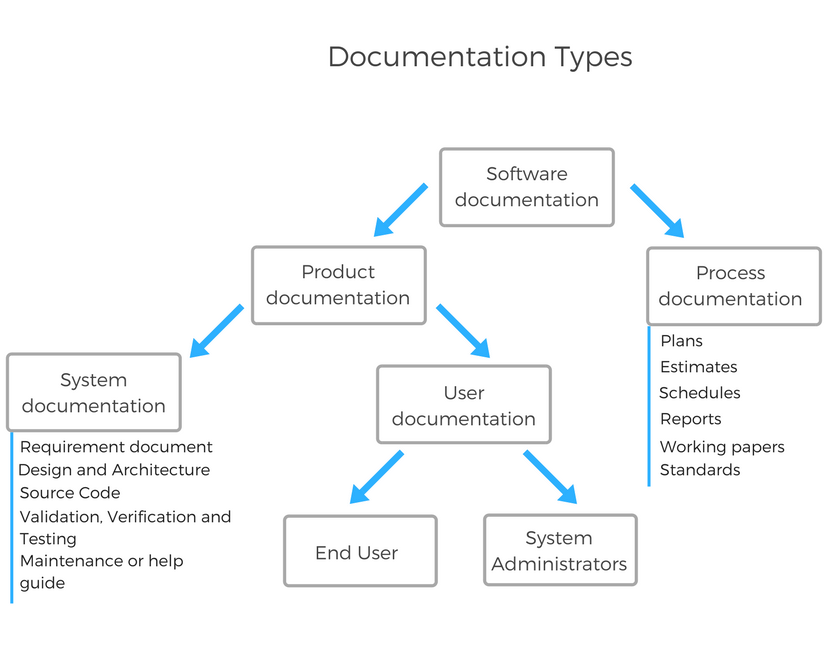 Documentation Types
Software
documentation
Product
documentation
Process
documentation
Plans
Estimates
Schedules
Reports
Working papers
Standards
System
documentation
Requirement document
Design and Architecture
Source Code
Validation, Verification and
Testing
Maintenance or help
guide
User
documentation
End User
System
Administrators